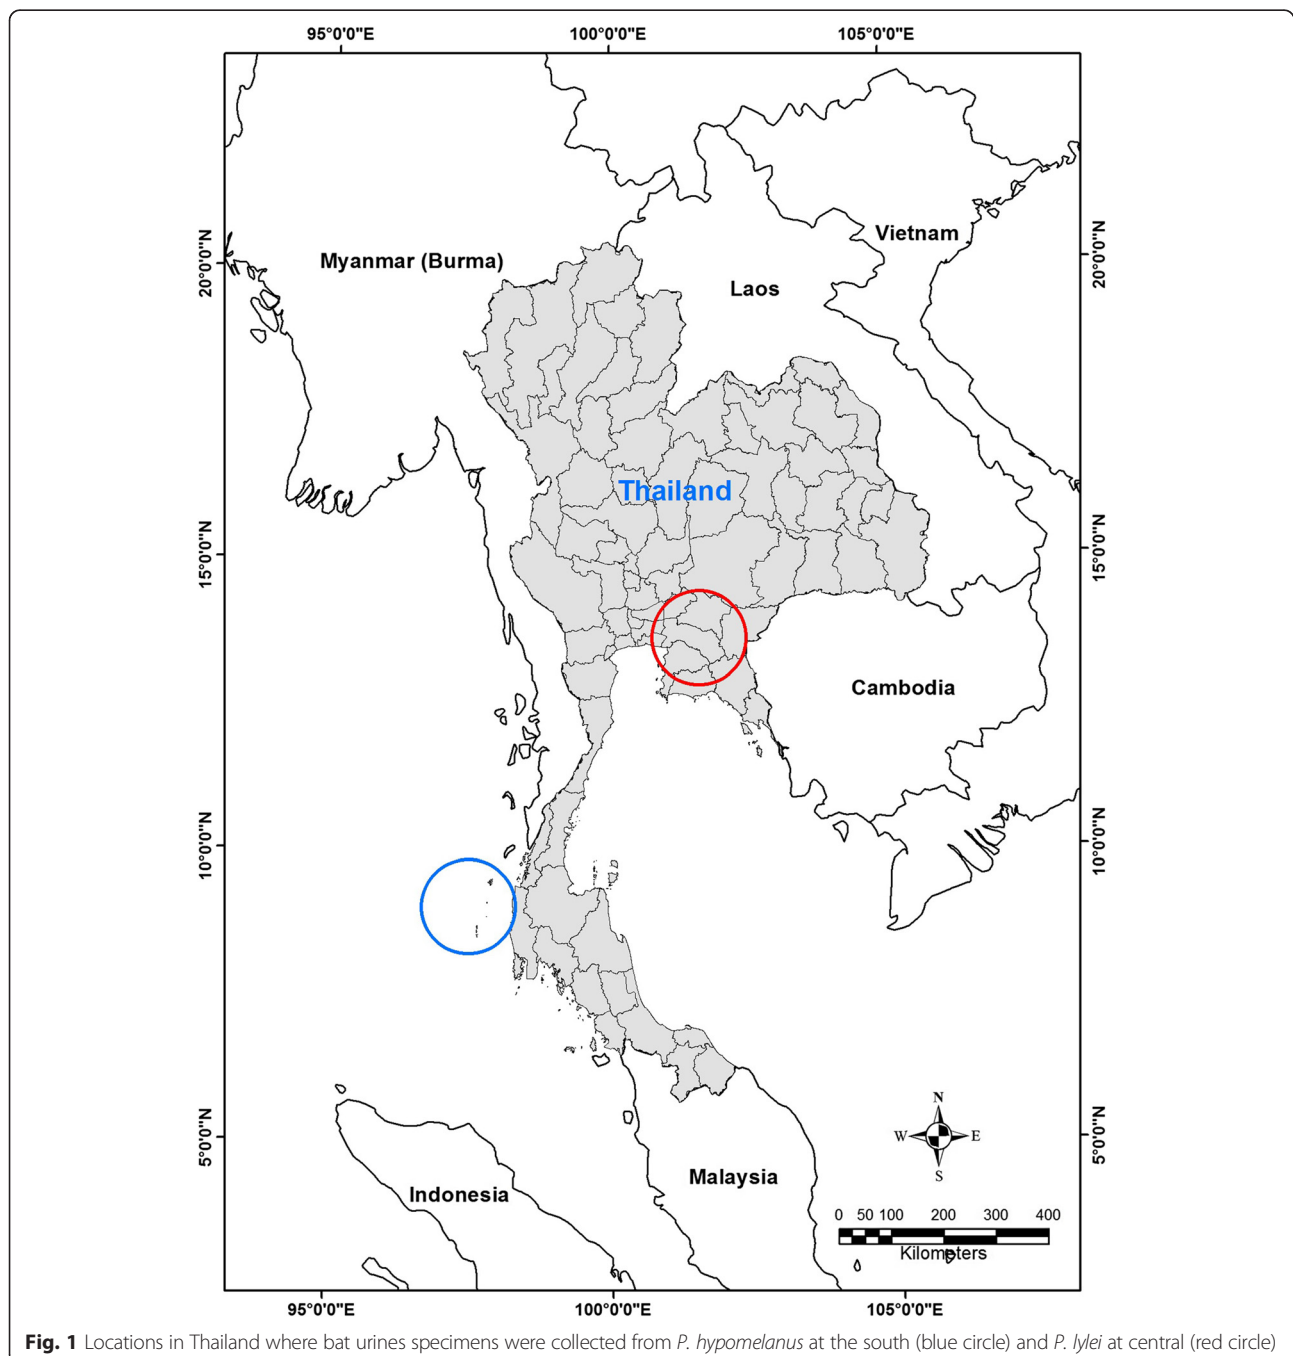 95°0'0"E 100°0'0"E 105°0'0"E
20°0'0"N
20°0'0"N
Vietnam
Myanmar (Burma)
Laos
Thailand
15°0'0"N
15°0'0"N
Cambodia
10°0'0"N
10°0'0"N
N
W E
S
5°0'0"N
5°0'0"N
Malaysia
Indonesia
0 50 100 200 300 400
Kilometers
95°0'0"E 100°0'0"E 105°0'0"E
Fig. 1 Locations in Thailand where bat urines specimens were collected from P. hypomelanus at the south (blue circle) and P. lylei at central (red circle)